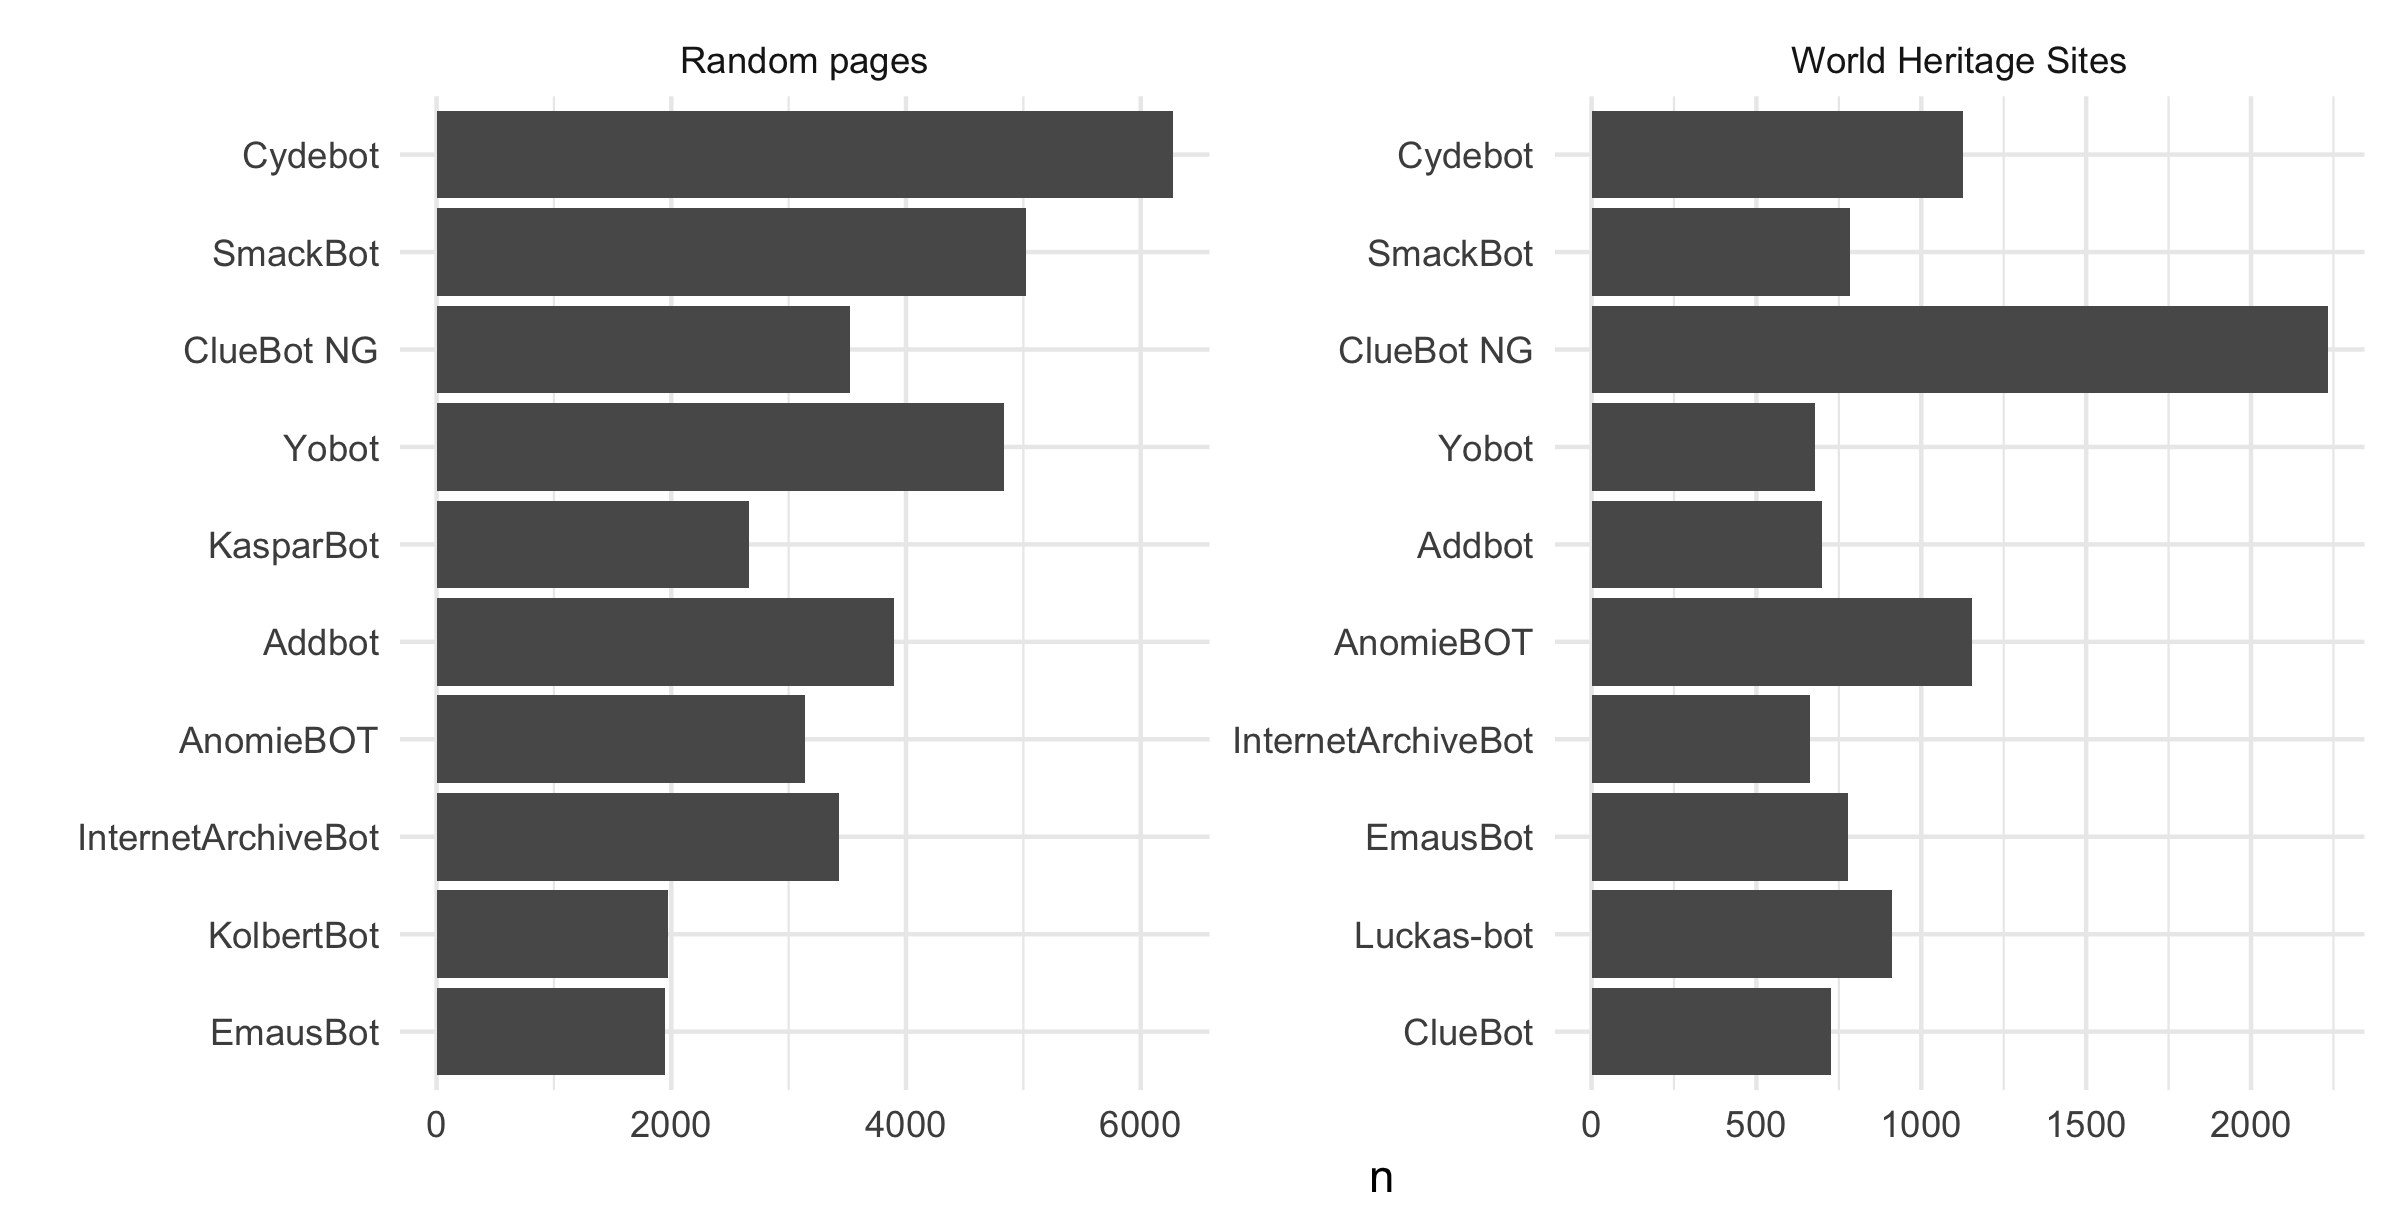 Random pages
Cydebot
SmackBot
ClueBot NG
Yobot
KasparBot
Addbot
AnomieBOT
InternetArchiveBot
KolbertBot
EmausBot
0 2000 4000 6000
World Heritage Sites
Cydebot
SmackBot
ClueBot NG
Yobot
Addbot
AnomieBOT
InternetArchiveBot
EmausBot
Luckas-bot
ClueBot
0 500 1000 1500 2000
n